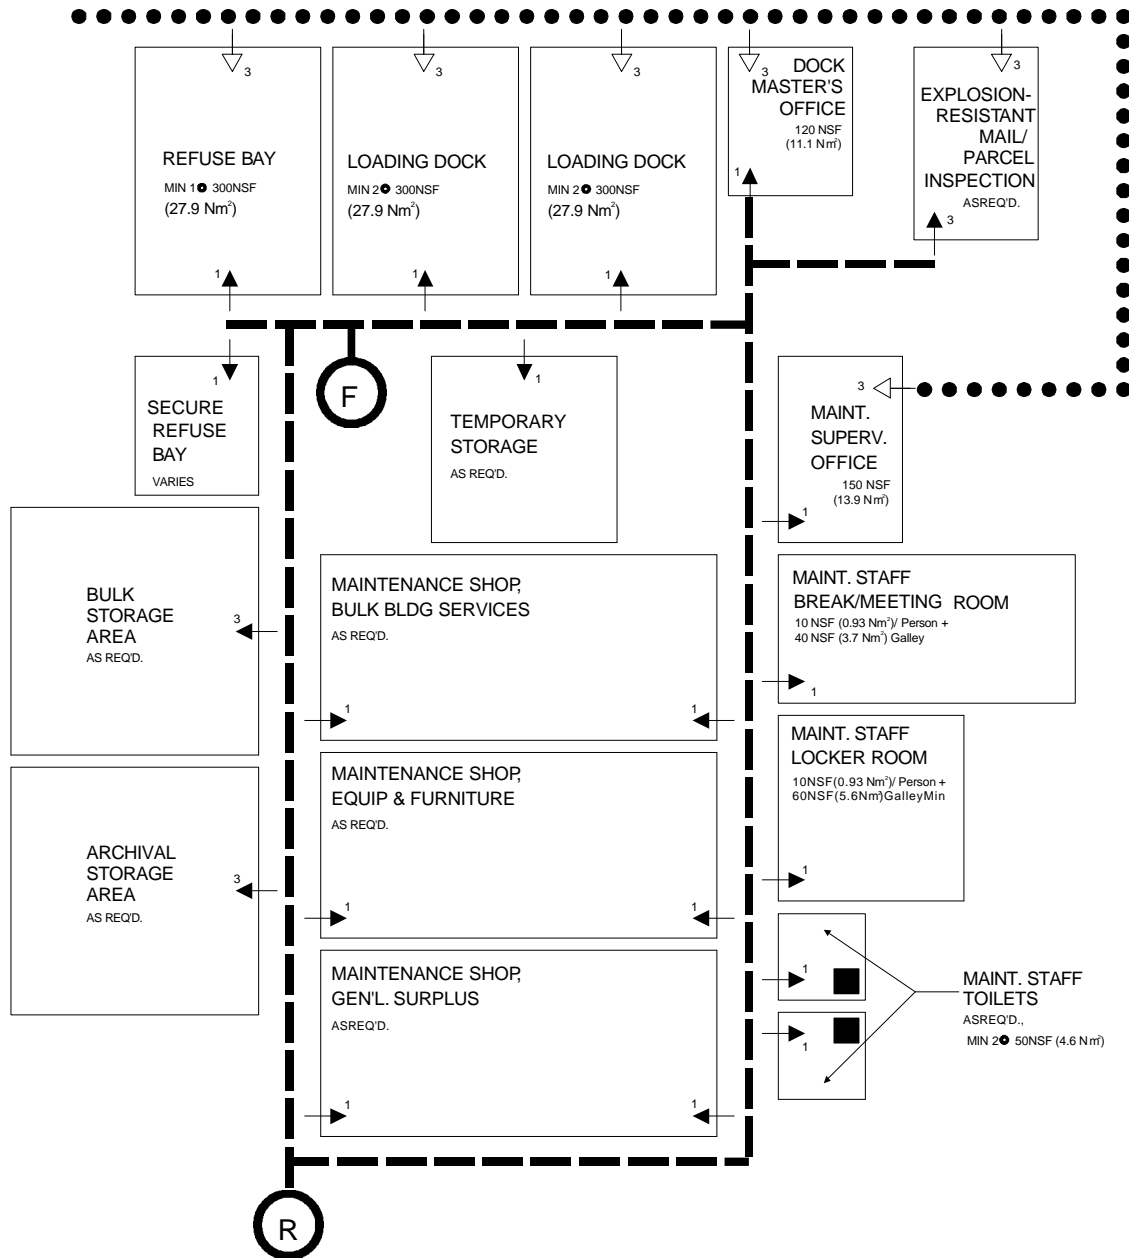 3
REFUSE BAY
MIN 1@ 300NSF
(27.9 Nm²)
1
3
LOADING DOCK
MIN 2@ 300NSF
(27.9 Nm²)
1
3
LOADING DOCK
MIN 2@ 300NSF
(27.9 Nm²)
1
3
DOCK
MASTER'S
OFFICE
120 NSF
(11.1 Nm²)
1
3
EXPLOSION-
RESISTANT
MAIL/
PARCEL
INSPECTION
ASREQ'D.
3
1
SECURE
REFUSE
BAY
VARIES
F
1
TEMPORARY
STORAGE
AS REQ'D.
3
MAINT.
SUPERV.
OFFICE
150 NSF
(13.9 Nm²)
1
BULK
STORAGE
AREA
AS REQ'D.
3
MAINTENANCE SHOP,
BULK BLDG SERVICES
AS REQ'D.
1
1
MAINT. STAFF
BREAK/MEETING ROOM
10 NSF (0.93 Nm²)/ Person +
40 NSF (3.7 Nm²) Galley
1
MAINT. STAFF
LOCKER ROOM
10NSF(0.93 Nm²)/ Person +
60NSF(5.6Nm²)GalleyMin
1
ARCHIVAL
STORAGE
AREA
AS REQ'D.
3
MAINTENANCE SHOP,
EQUIP & FURNITURE
AS REQ'D.
1
1
MAINTENANCE SHOP,
GEN'L. SURPLUS
ASREQ'D.
1
1
1
1
MAINT. STAFF
TOILETS
ASREQ'D.,
MIN 2@ 50NSF (4.6 Nm²)
R